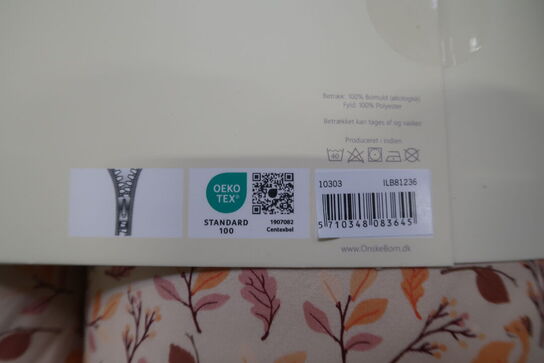 Betræk: 100% Bomuld (økologisk)
Fyld: 100% Polyester
Betrækket kan tages af og vaskes
Produceret i Indien
40
OEKO
TEX®
STANDARD
100
1907082
Centexbel
10303 ILB81236
5 710348 083645
www.OnskeBorn.dk